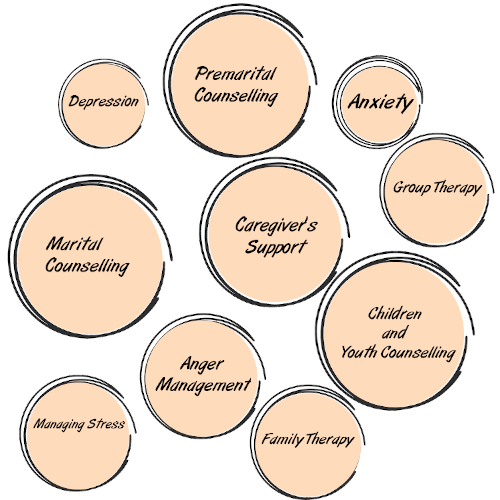 Depression
Premarital
Counselling
Anxiety
Group Therapy
Marital
Counselling
Caregiver's
Support
Children
and
Youth Counselling
Anger
Management
Managing Stress
Family Therapy